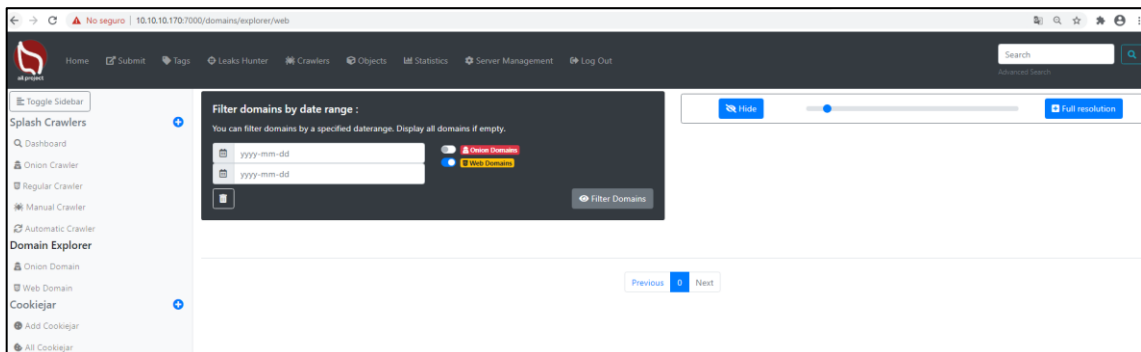 No seguro | 10.10.10.170:7000/domains/explorer/web
ail project
Home Submit Tags Leaks Hunter Crawlers Objects Statistics Server Management Log Out
Search
Advanced Search
Toggle Sidebar
Splash Crawlers
Dashboard
Onion Crawler
Regular Crawler
Manual Crawler
Automatic Crawler
Domain Explorer
Onion Domain
Web Domain
Cookiejar
Add Cookiejar
All Cookiejar
Filter domains by date range :
You can filter domains by a specified daterange. Display all domains if empty.
yyyy-mm-dd
yyyy-mm-dd
Onion Domains
Web Domains
Filter Domains
Hide
Full resolution
Previous 0 Next